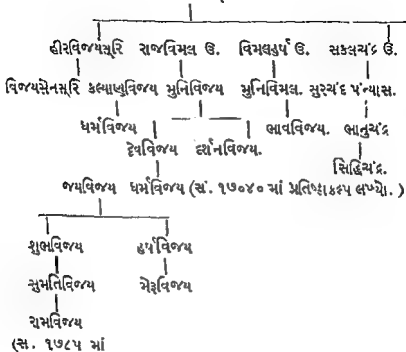 હીરવિજયસૂરિ રાજવિમલ ઉ. વિમલહર્ષ ઉ. સકલચંદ્ર ઉ.
વિજયસેનસૂરિ કલ્યાણવિજય મુનિવિજય મુનિવિમલ. સુરચંદ પંન્યાસ.
ધર્મવિજય ભાવવિજય. ભાનુચંદ્ર
દેવવિજય દર્શનવિજય.
સિદ્ધિચંદ્ર.
જયવિજય ધર્મવિજય (સં. ૧૭૦૪૦ માં પ્રતિષ્ઠાકલ્પ લખ્યો.)
શુભવિજય હર્ષવિજય
સુમતિવિજય મેરૂવિજય
રામવિજય
(સ. ૧૭૮૫ માં